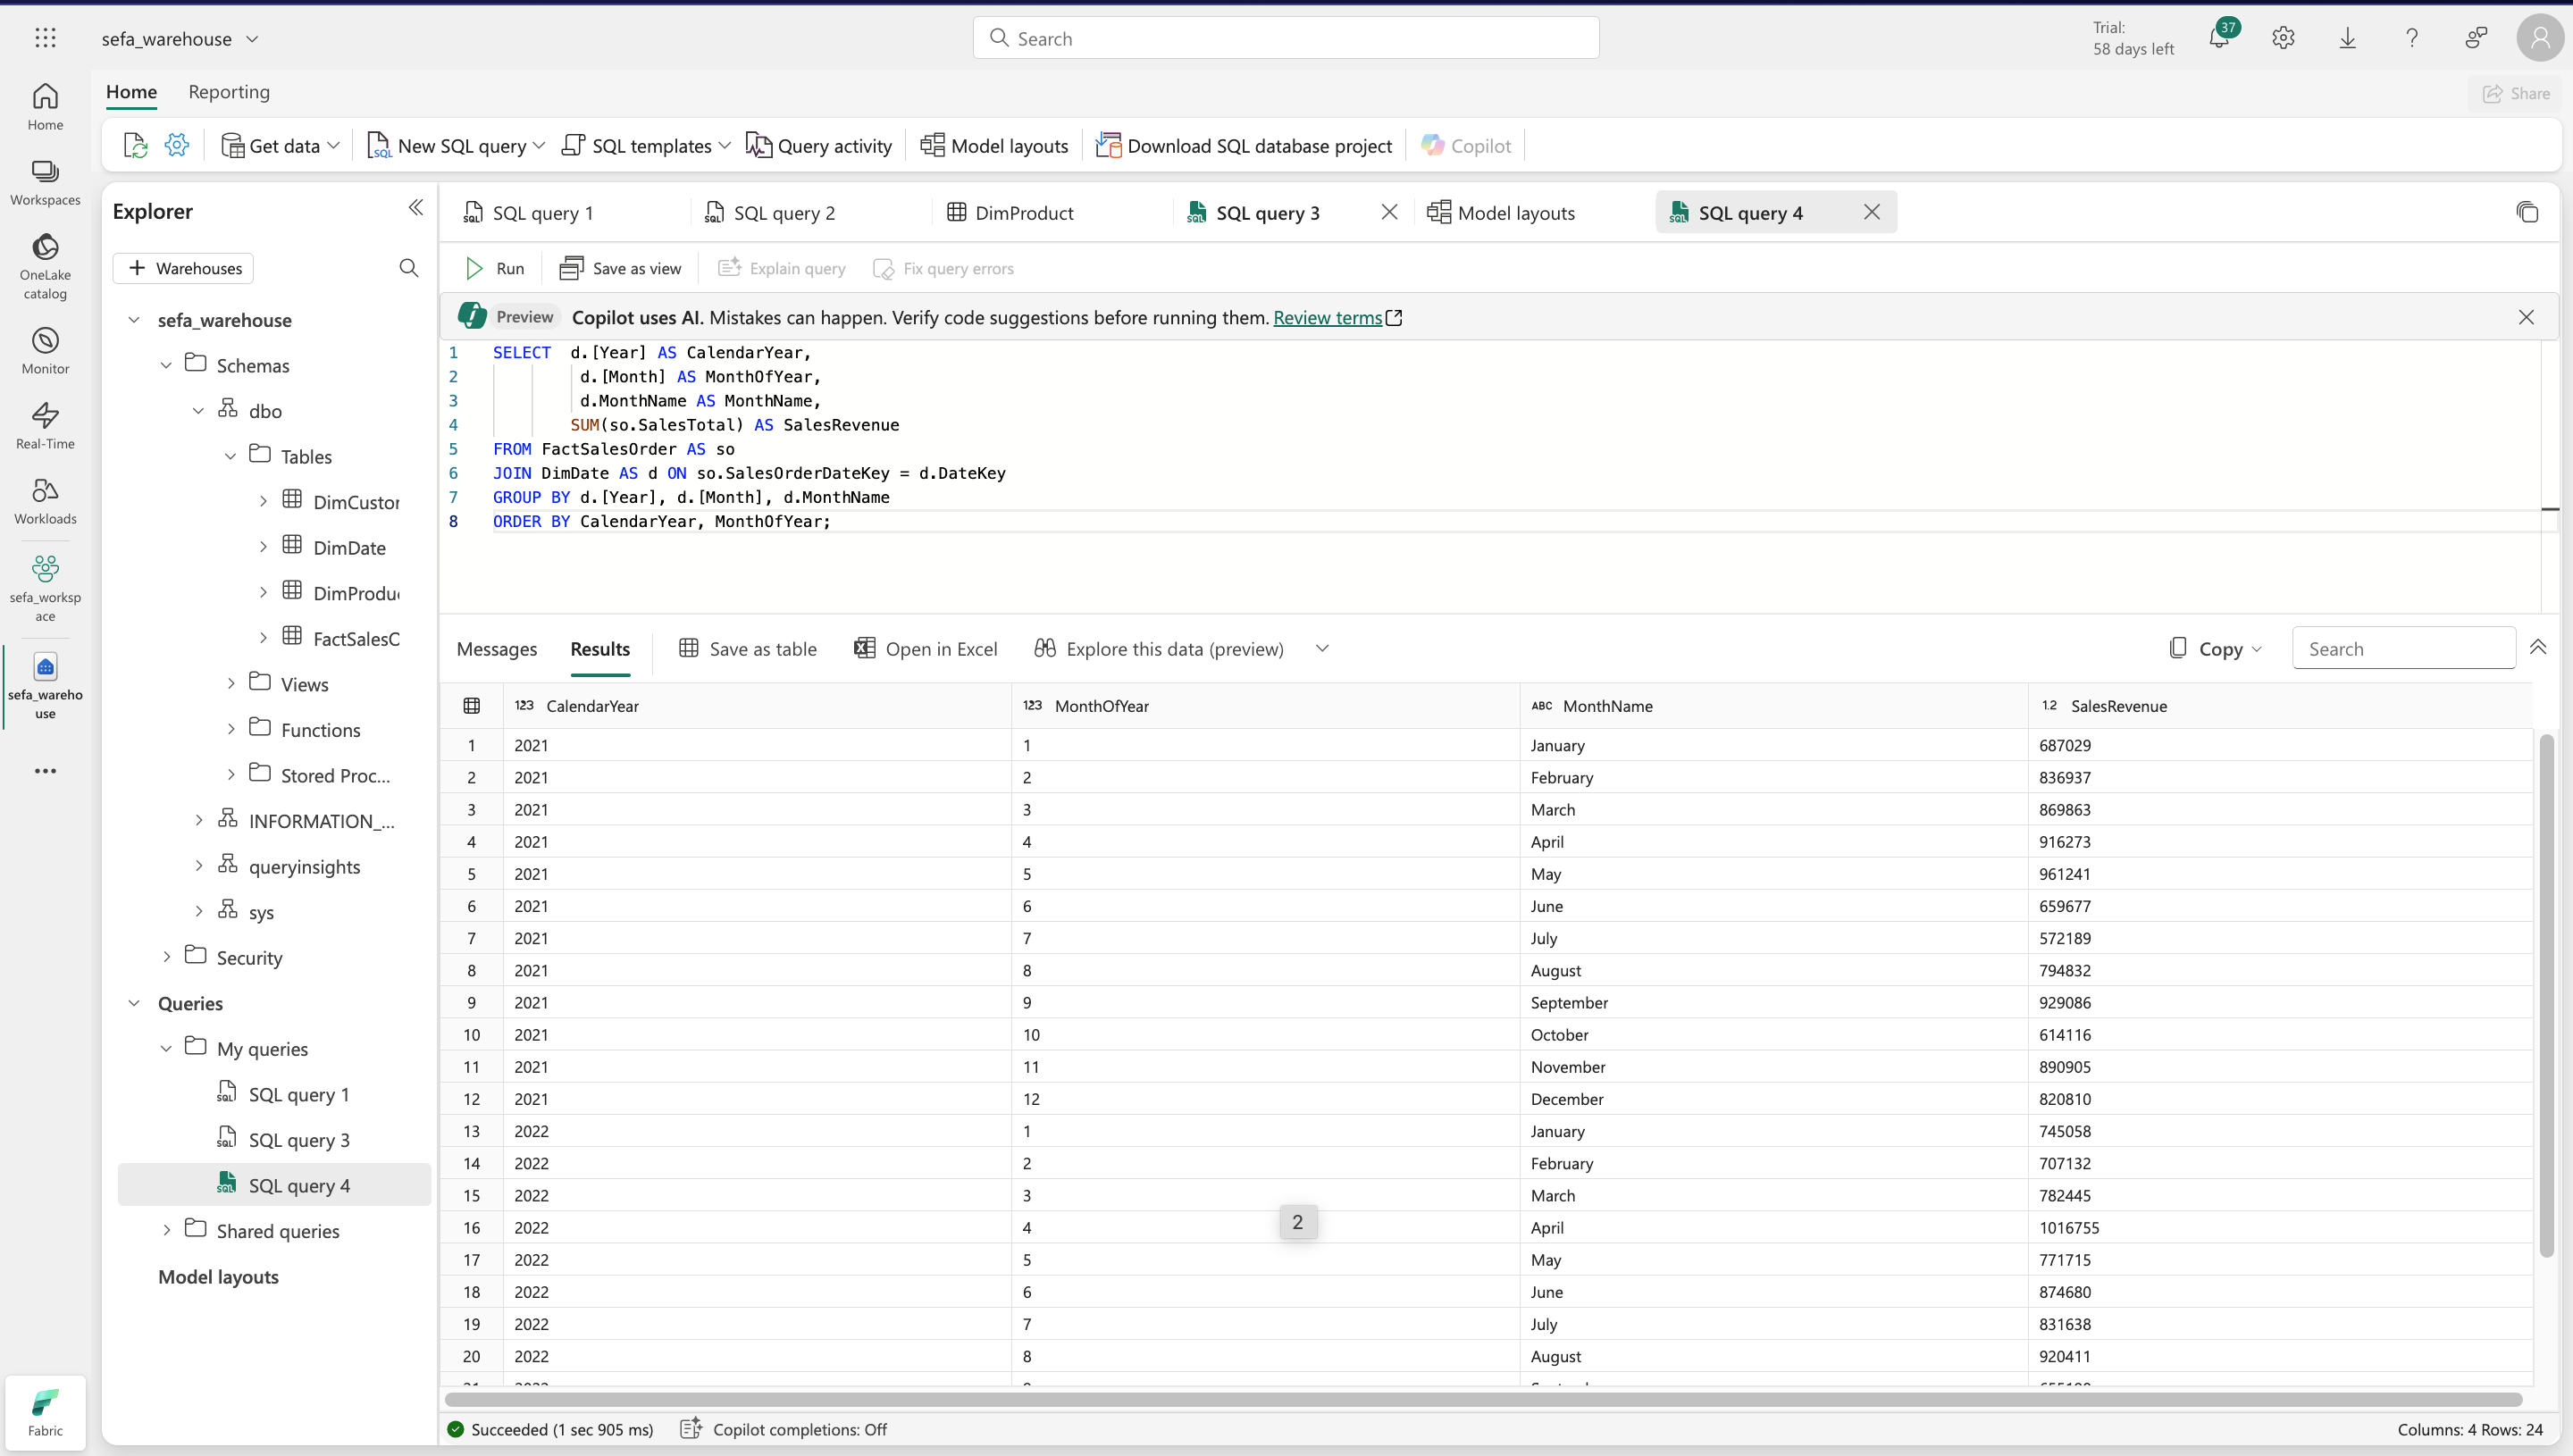 sefa_warehouse
Search
Trial:
58 days left
37
Home
Reporting
Share
Get data
New SQL query
SQL templates
Query activity
Model layouts
Download SQL database project
Copilot
Home
Workspaces
OneLake
catalog
Monitor
Real-Time
Workloads
sefa_worksp
ace
sefa_wareho
use
Fabric
Explorer
Warehouses
sefa_warehouse
Schemas
dbo
Tables
DimCustor
DimDate
DimProdu
FactSalesC
Views
Functions
Stored Proc...
INFORMATION_...
queryinsights
sys
Security
Queries
My queries
SQL query 1
SQL query 3
SQL query 4
Shared queries
Model layouts
SQL query 1
SQL query 2
DimProduct
SQL query 3
Model layouts
SQL query 4
Run
Save as view
Explain query
Fix query errors
Preview Copilot uses AI. Mistakes can happen. Verify code suggestions before running them. Review terms
1 SELECT d.[Year] AS CalendarYear,
2 d.[Month] AS MonthOfYear,
3 d.MonthName AS MonthName,
4 SUM(so.SalesTotal) AS SalesRevenue
5 FROM FactSalesOrder AS so
6 JOIN DimDate AS d ON so.SalesOrderDateKey = d.DateKey
7 GROUP BY d.[Year], d.[Month], d.MonthName
8 ORDER BY CalendarYear, MonthOfYear;
Messages
Results
Save as table
Open in Excel
Explore this data (preview)
Copy
Search
123 CalendarYear 123 MonthOfYear ABC MonthName 1.2 SalesRevenue
1 2021 1 January 687029
2 2021 2 February 836937
3 2021 3 March 869863
4 2021 4 April 916273
5 2021 5 May 961241
6 2021 6 June 659677
7 2021 7 July 572189
8 2021 8 August 794832
9 2021 9 September 929086
10 2021 10 October 614116
11 2021 11 November 890905
12 2021 12 December 820810
13 2022 1 January 745058
14 2022 2 February 707132
15 2022 3 March 782445
16 2022 4 April 1016755
2
17 2022 5 May 771715
18 2022 6 June 874680
19 2022 7 July 831638
20 2022 8 August 920411
Succeeded (1 sec 905 ms)
Copilot completions: Off
Columns: 4 Rows: 24